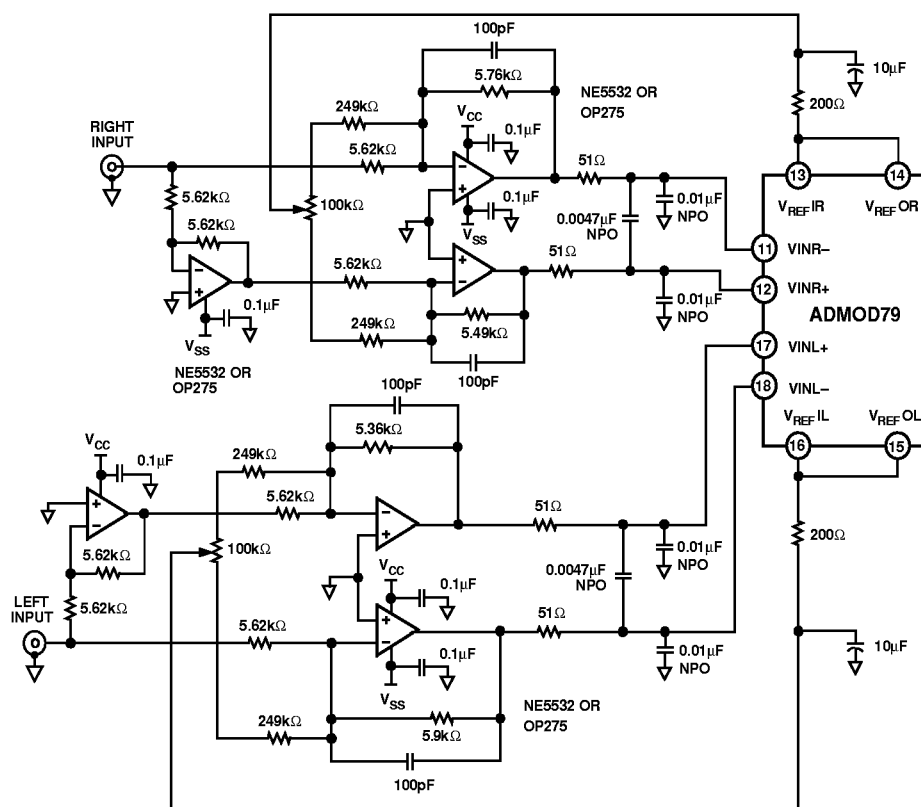 100pF
10µF
5.76kΩ
NE5532 OR
OP275
249kΩ
VCC
0.1µF
200Ω
RIGHT
INPUT
5.62kΩ
51Ω
13
14
0.01µF
NPO
VREFIR
VREFOR
5.62kΩ
0.1µF
5.62kΩ
100kΩ
VSS
0.0047µF
NPO
11
VINR–
51Ω
5.62kΩ
12
VINR+
0.01µF
NPO
ADMOD79
0.1µF
249kΩ
5.49kΩ
VSS
17
VINL+
NE5532 OR
OP275
100pF
18
VINL–
100pF
VREFIL
VREFOL
5.36kΩ
16
15
VCC
0.1µF
249kΩ
5.62kΩ
51Ω
200Ω
100kΩ
0.01µF
NPO
5.62kΩ
VCC
0.1µF
0.0047µF
NPO
LEFT
INPUT
5.62kΩ
51Ω
5.62kΩ
0.1µF
0.01µF
NPO
10µF
VSS
NE5532 OR
OP275
249kΩ
5.9kΩ
100pF
+
–
–
+
+
–
–
+
+
–
–
+